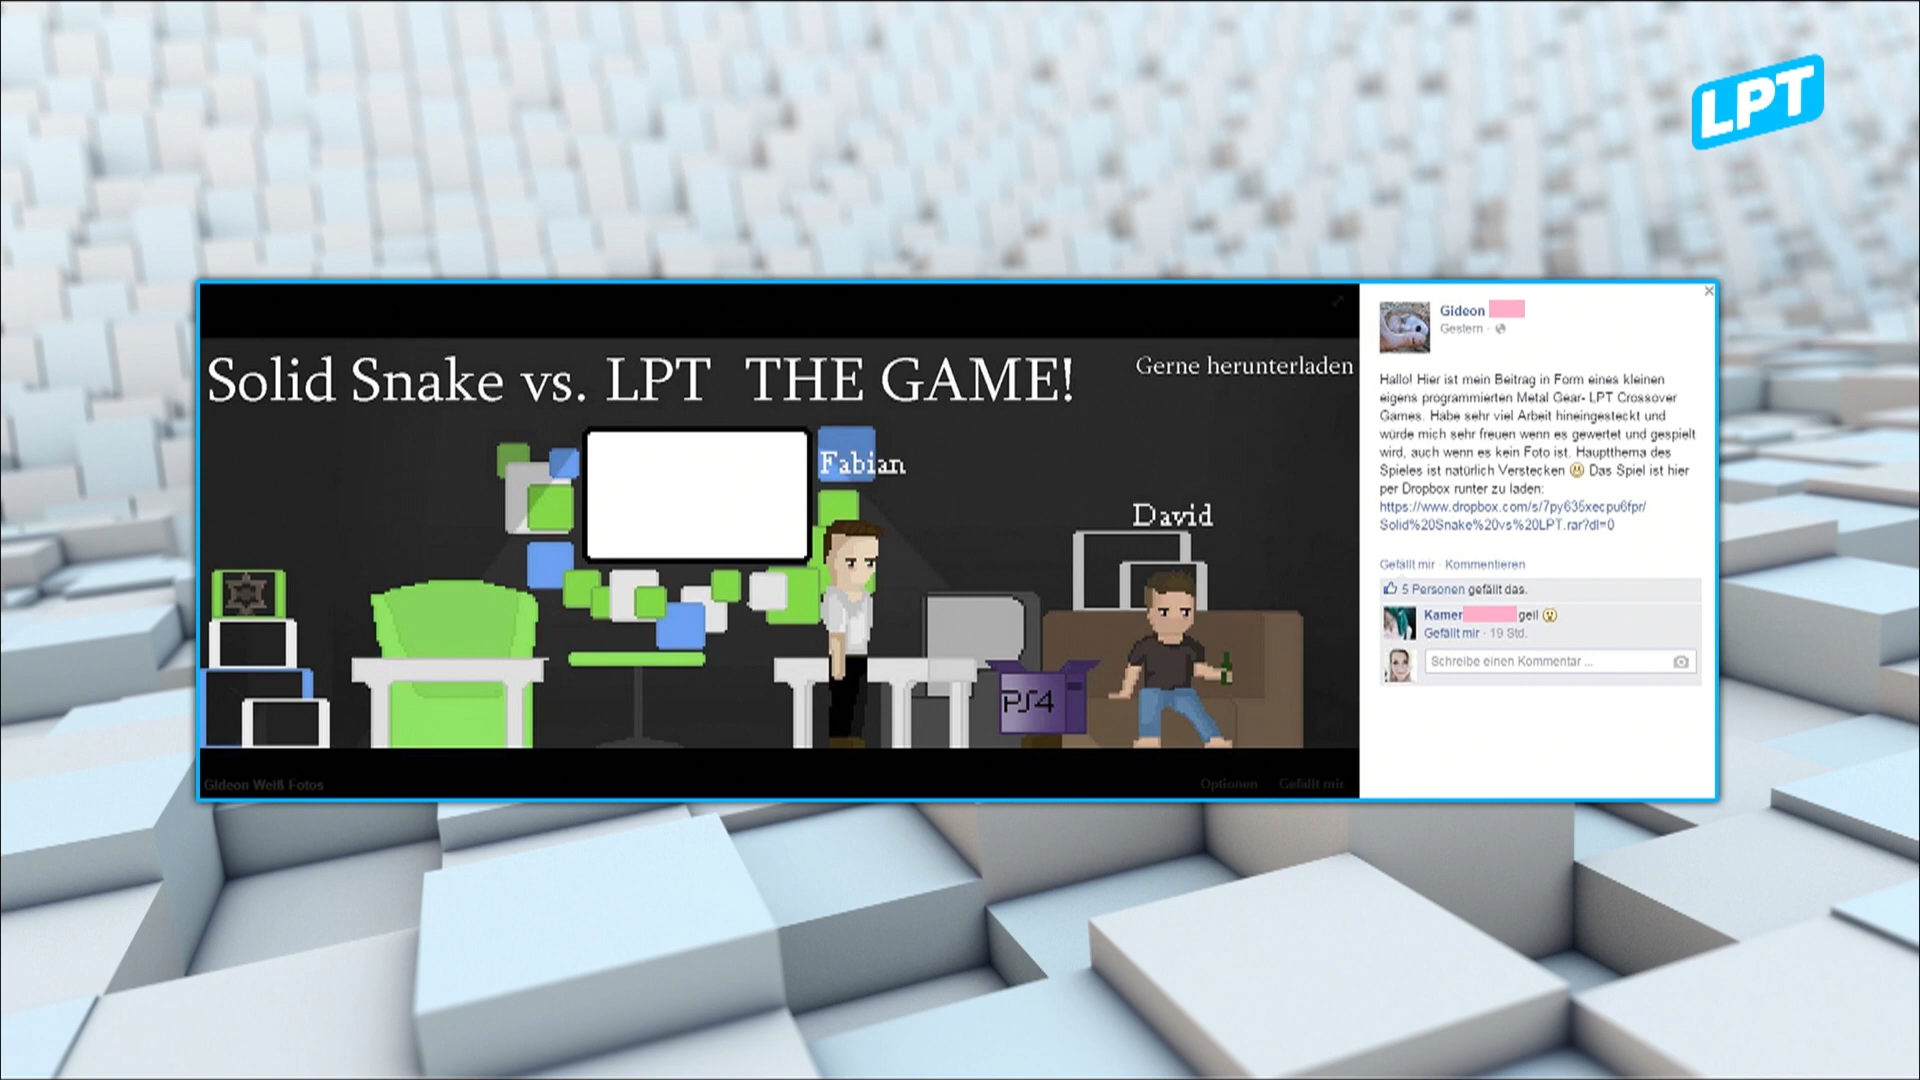 LPT
Solid Snake vs. LPT THE GAME!
Gerne herunterladen
Fabian
David
PS4
Gideon Weiß Fotos
Optionen Gefällt mir
Gideon
Gestern ·
Hallo! Hier ist mein Beitrag in Form eines kleinen
eigens programmierten Metal Gear- LPT Crossover
Games. Habe sehr viel Arbeit hineingesteckt und
würde mich sehr freuen wenn es gewertet und gespielt
wird, auch wenn es kein Foto ist. Hauptthema des
Spieles ist natürlich Verstecken 😃 Das Spiel ist hier
per Dropbox runter zu laden:
https://www.dropbox.com/s/7py635xecpu6fpr/
Solid%20Snake%20vs%20LPT.rar?dl=0
Gefällt mir · Kommentieren
5 Personen gefällt das.
Kamer geil 😮
Gefällt mir · 19 Std.
Schreibe einen Kommentar ...